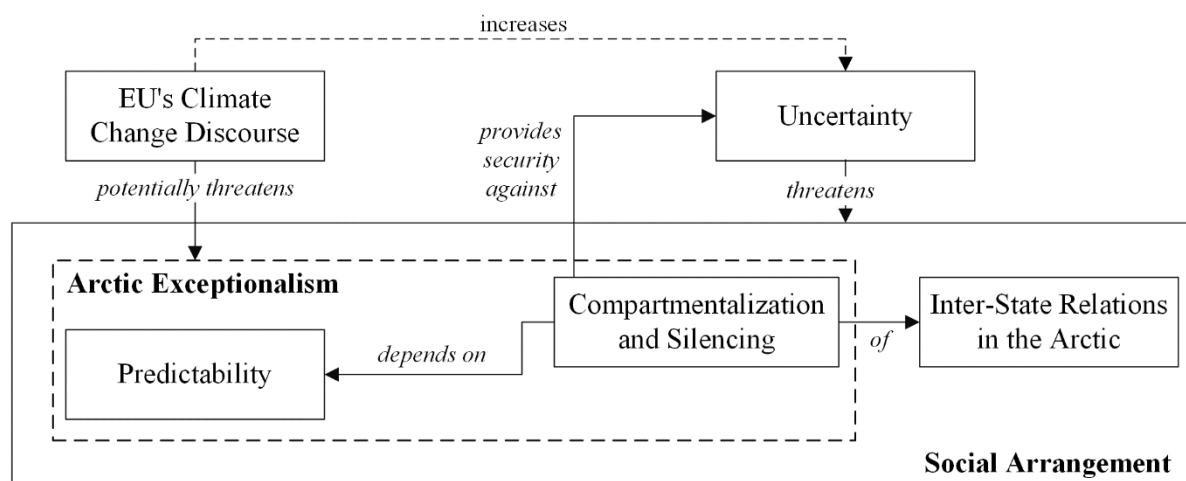 increases
EU's Climate
Change Discourse
Uncertainty
provides
security
against
potentially threatens
threatens
Arctic Exceptionalism
Compartmentalization
and Silencing
Inter-State Relations
in the Arctic
of
depends on
Predictability
Social Arrangement